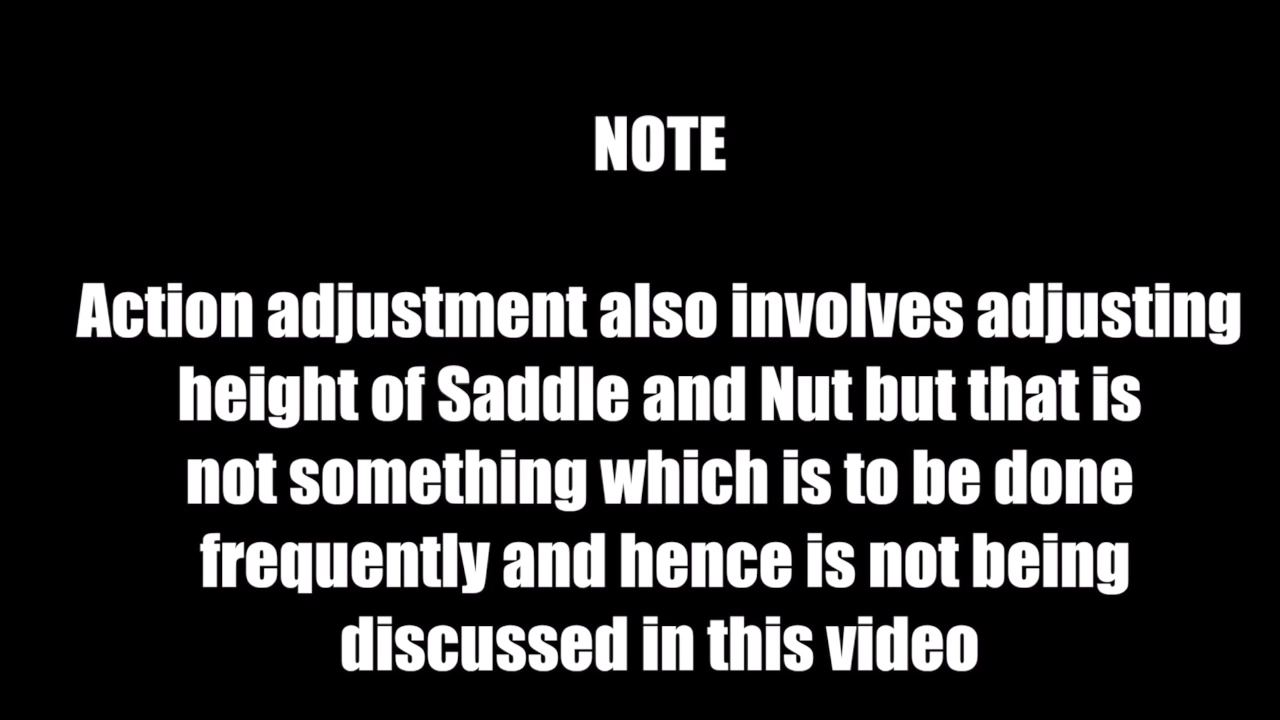 NOTE
Action adjustment also involves adjusting
height of Saddle and Nut but that is
not something which is to be done
frequently and hence is not being
discussed in this video